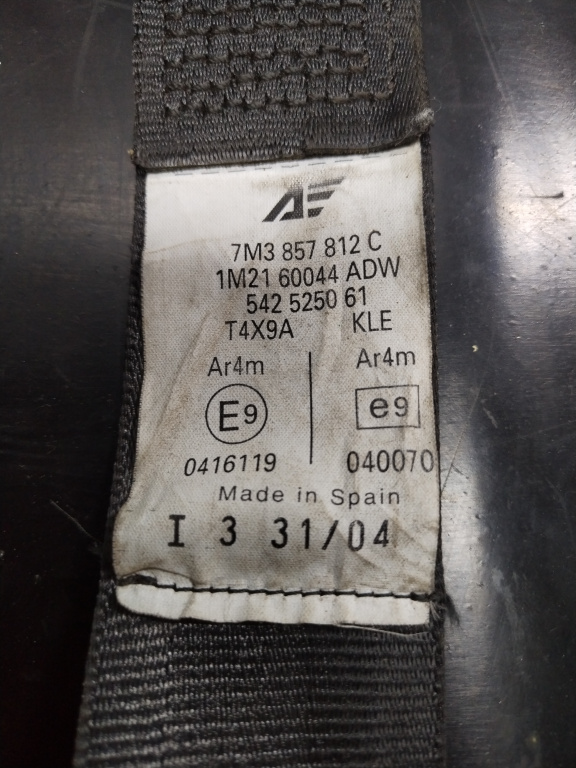 AE
7M3 857 812 C
1M21 60044 ADW
542 5250 61
T4X9A KLE
Ar4m Ar4m
E9 e9
0416119 040070
Made in Spain
I 3 31/04